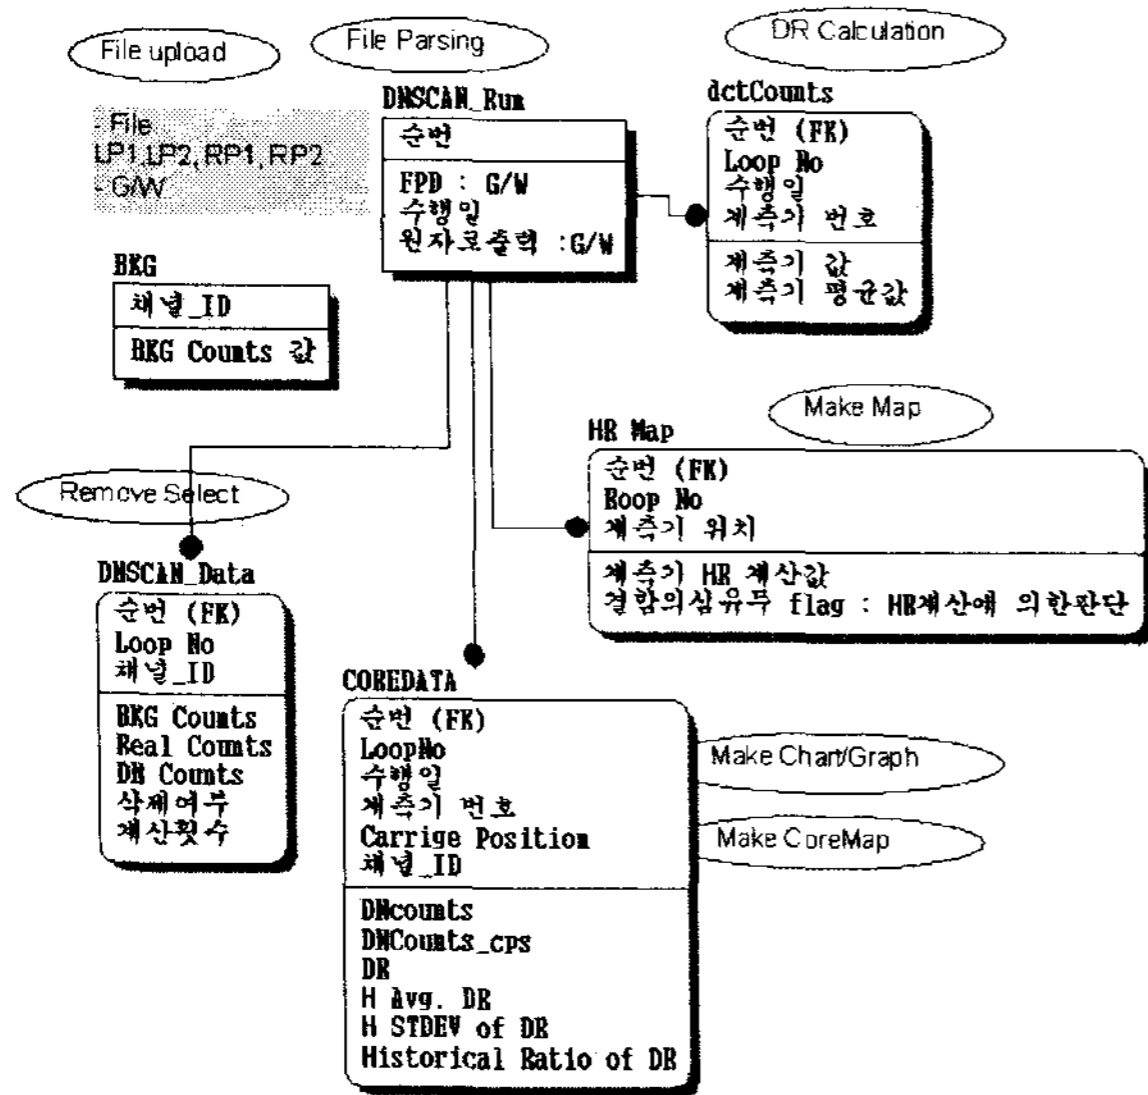 File upload
File Parsing
DR Calculation
- File
LP1,LP2, RP1, RP2
- G/W
DNSCAN_Run
순번
FPD : G/W
수행일
원자로출력 :G/W
dctCounts
순번 (FK)
Loop No
수행일
계측기 번호
계측기 값
계측기 평균값
BKG
채널_ID
BKG Counts 값
Make Map
HR Map
순번 (FK)
Roop No
계측기 위치
계측기 HR 계산값
결함의심유무 flag : HR계산에 의한판단
Remove Select
DNSCAN_Data
순번 (FK)
Loop No
채널_ID
BKG Counts
Real Counts
DN Counts
삭제여부
계산횟수
COREDATA
순번 (FK)
LoopNo
수행일
계측기 번호
Carrige Position
채널_ID
DNcounts
DNCounts_cps
DR
H Avg. DR
H STDEV of DR
Historical Ratio of DR
Make Chart/Graph
Make CoreMap